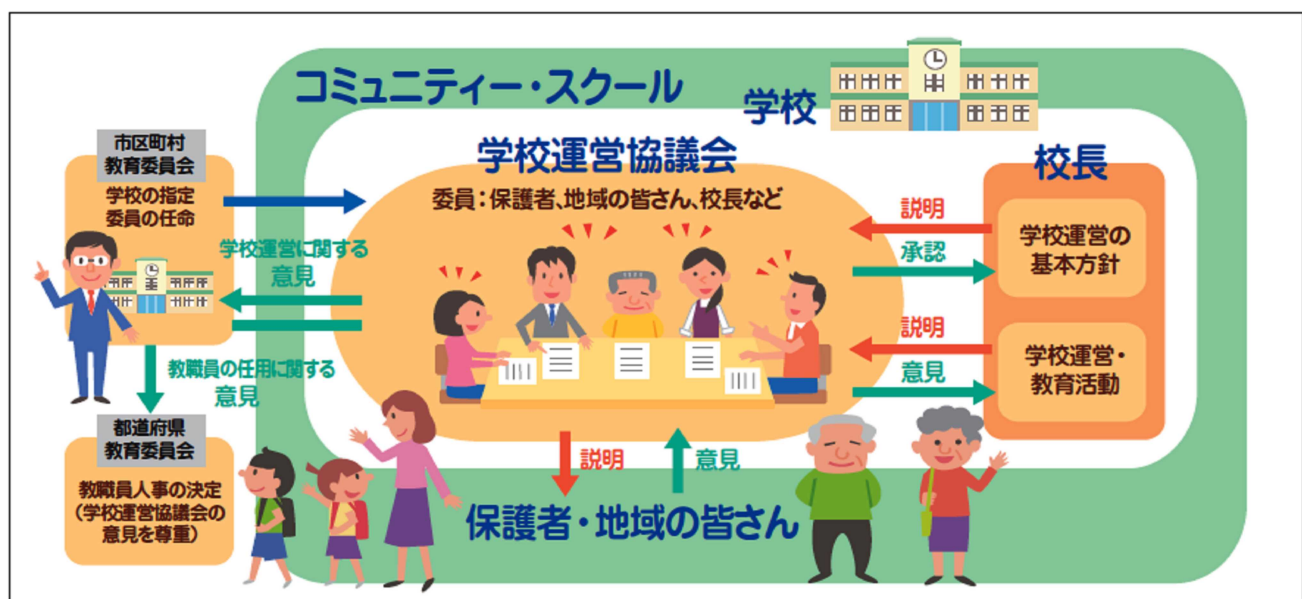 コミュニティー・スクール
学校
市区町村
教育委員会
学校の指定
委員の任命
学校運営協議会
委員：保護者、地域の皆さん、校長など
学校運営に関する
意見
教職員の任用に関する
意見
都道府県
教育委員会
教職員人事の決定
（学校運営協議会の
意見を尊重）
校長
説明
承認
学校運営の
基本方針
説明
意見
学校運営・
教育活動
説明
意見
保護者・地域の皆さん